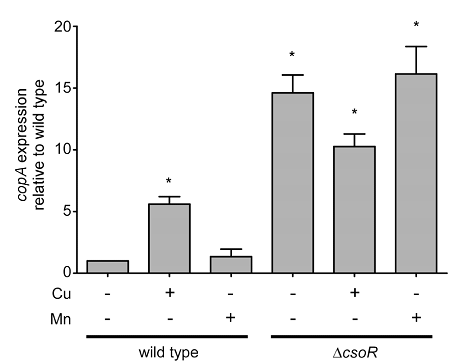 copA expression
relative to wild type
20
15
10
5
0
* * * *
Cu - + - - + -
Mn - - + - - +
wild type ΔcsoR